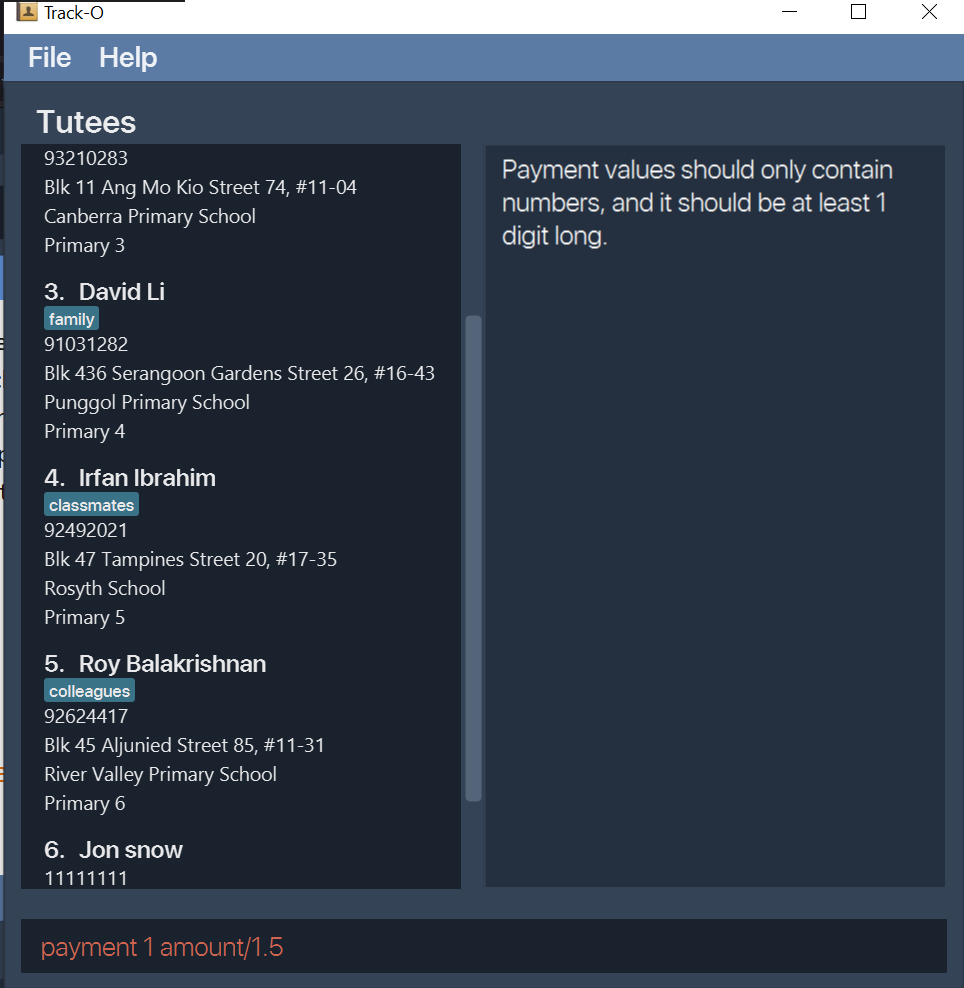 Track-O
File Help
Tutees
93210283
Blk 11 Ang Mo Kio Street 74, #11-04
Canberra Primary School
Primary 3
3. David Li
family
91031282
Blk 436 Serangoon Gardens Street 26, #16-43
Punggol Primary School
Primary 4
4. Irfan Ibrahim
classmates
92492021
Blk 47 Tampines Street 20, #17-35
Rosyth School
Primary 5
5. Roy Balakrishnan
colleagues
92624417
Blk 45 Aljunied Street 85, #11-31
River Valley Primary School
Primary 6
6. Jon snow
11111111
Payment values should only contain
numbers, and it should be at least 1
digit long.
payment 1 amount/1.5